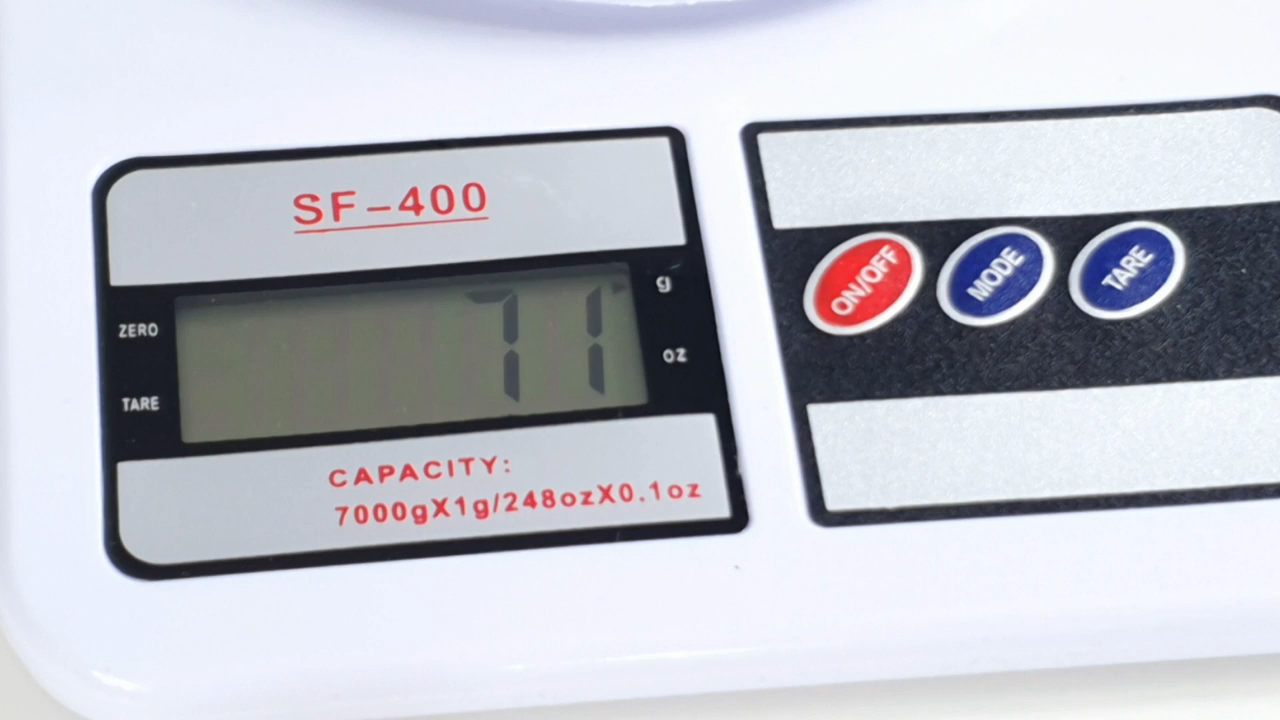 SF-400
ZERO
TARE
71
g
oz
CAPACITY:
7000gX1g/248ozX0.1oz
ON/OFF
MODE
TARE